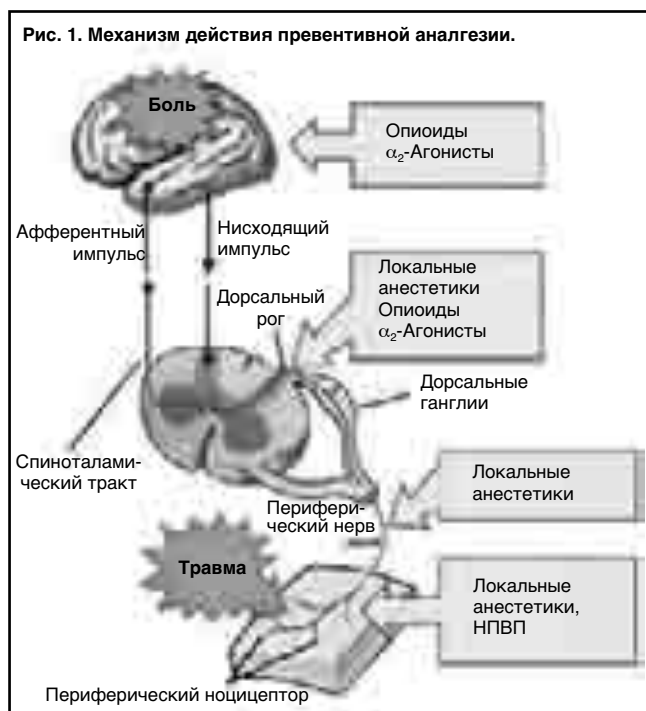 Рис. 1. Механизм действия превентивной аналгезии.
Боль
Опиоиды
α₂-Агонисты
Афферентный
импульс
Нисходящий
импульс
Дорсальный
рог
Локальные
анестетики
Опиоиды
α₂-Агонисты
Дорсальные
ганглии
Спиноталами-
ческий тракт
Перифери-
ческий нерв
Локальные
анестетики
Травма
Локальные
анестетики,
НПВП
Периферический ноцицептор